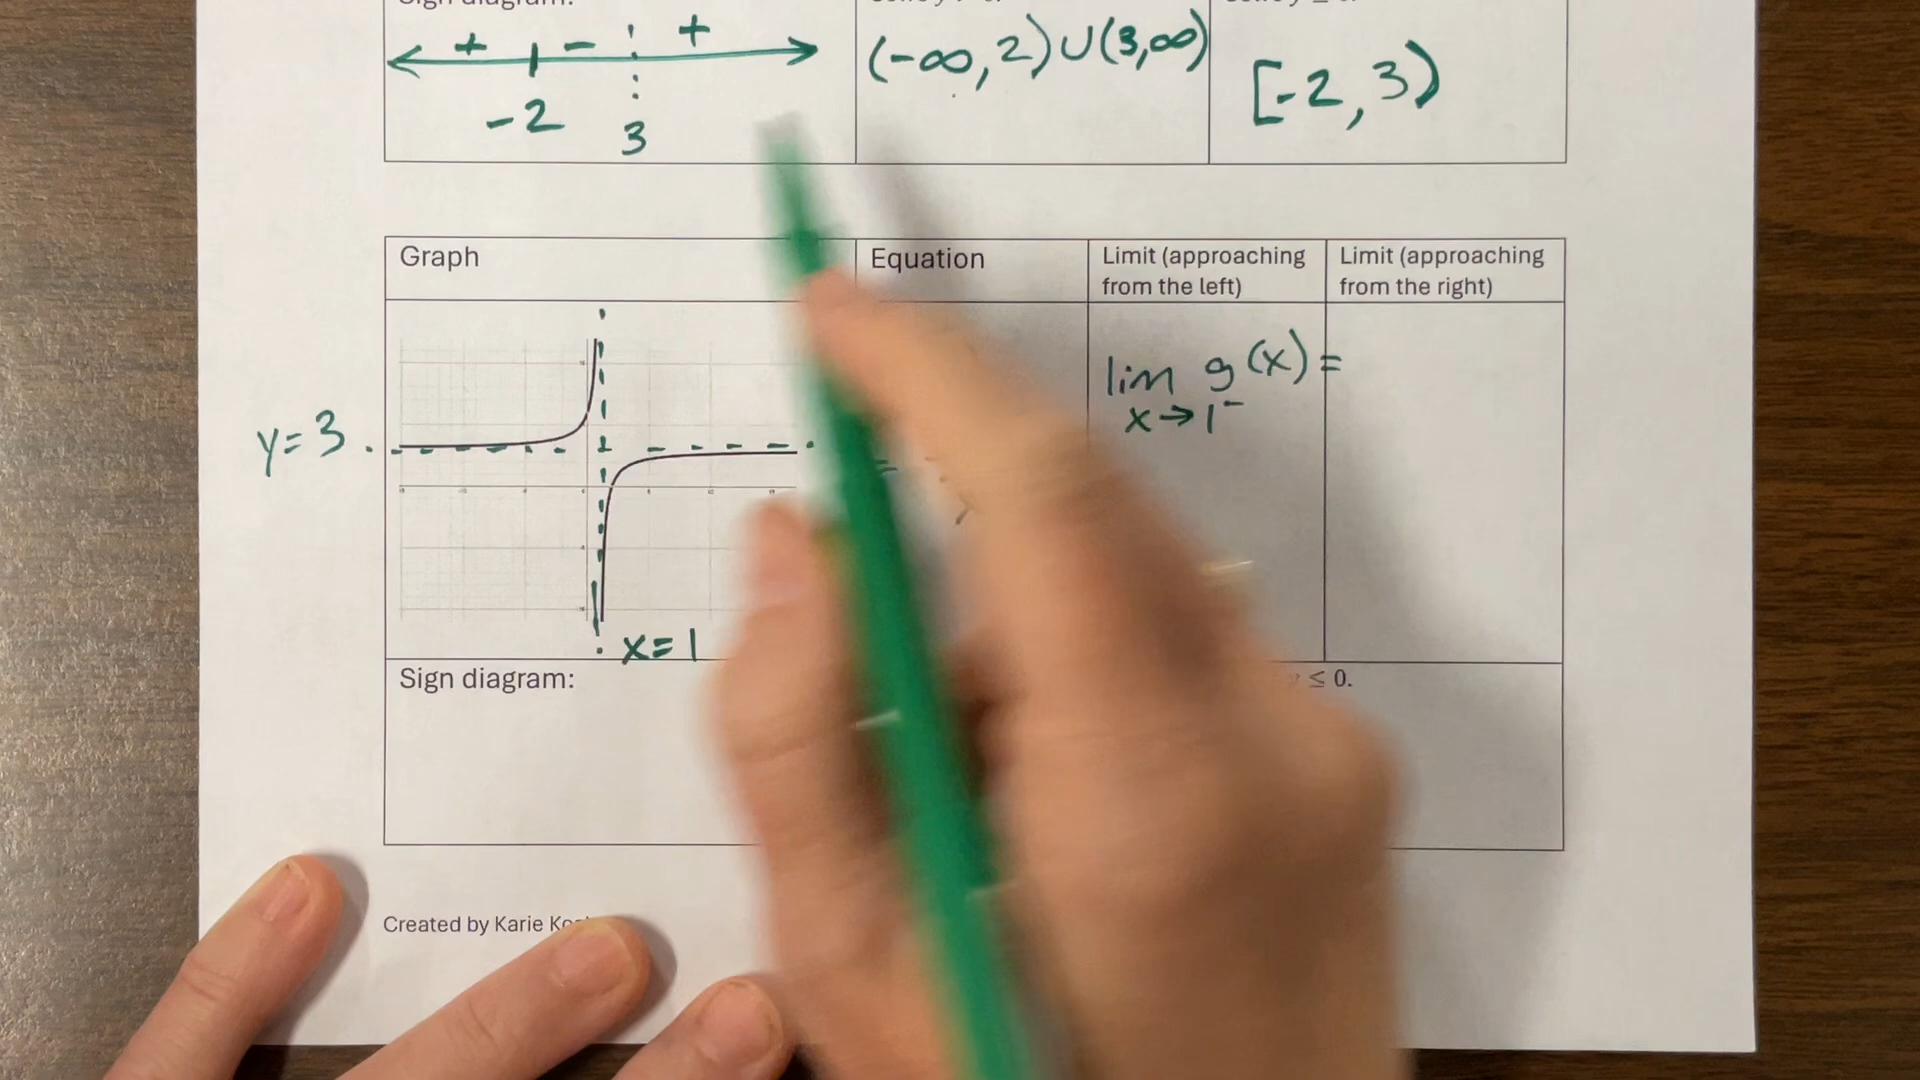 Sign diagram:
+ - +
-2 3
(-∞, 2) ∪ (3, ∞)
[-2, 3)
Graph
Equation
Limit (approaching
from the left)
Limit (approaching
from the right)
y=3
x=1
lim g(x) =
x→1⁻
Sign diagram:
≤ 0.
Created by Karie